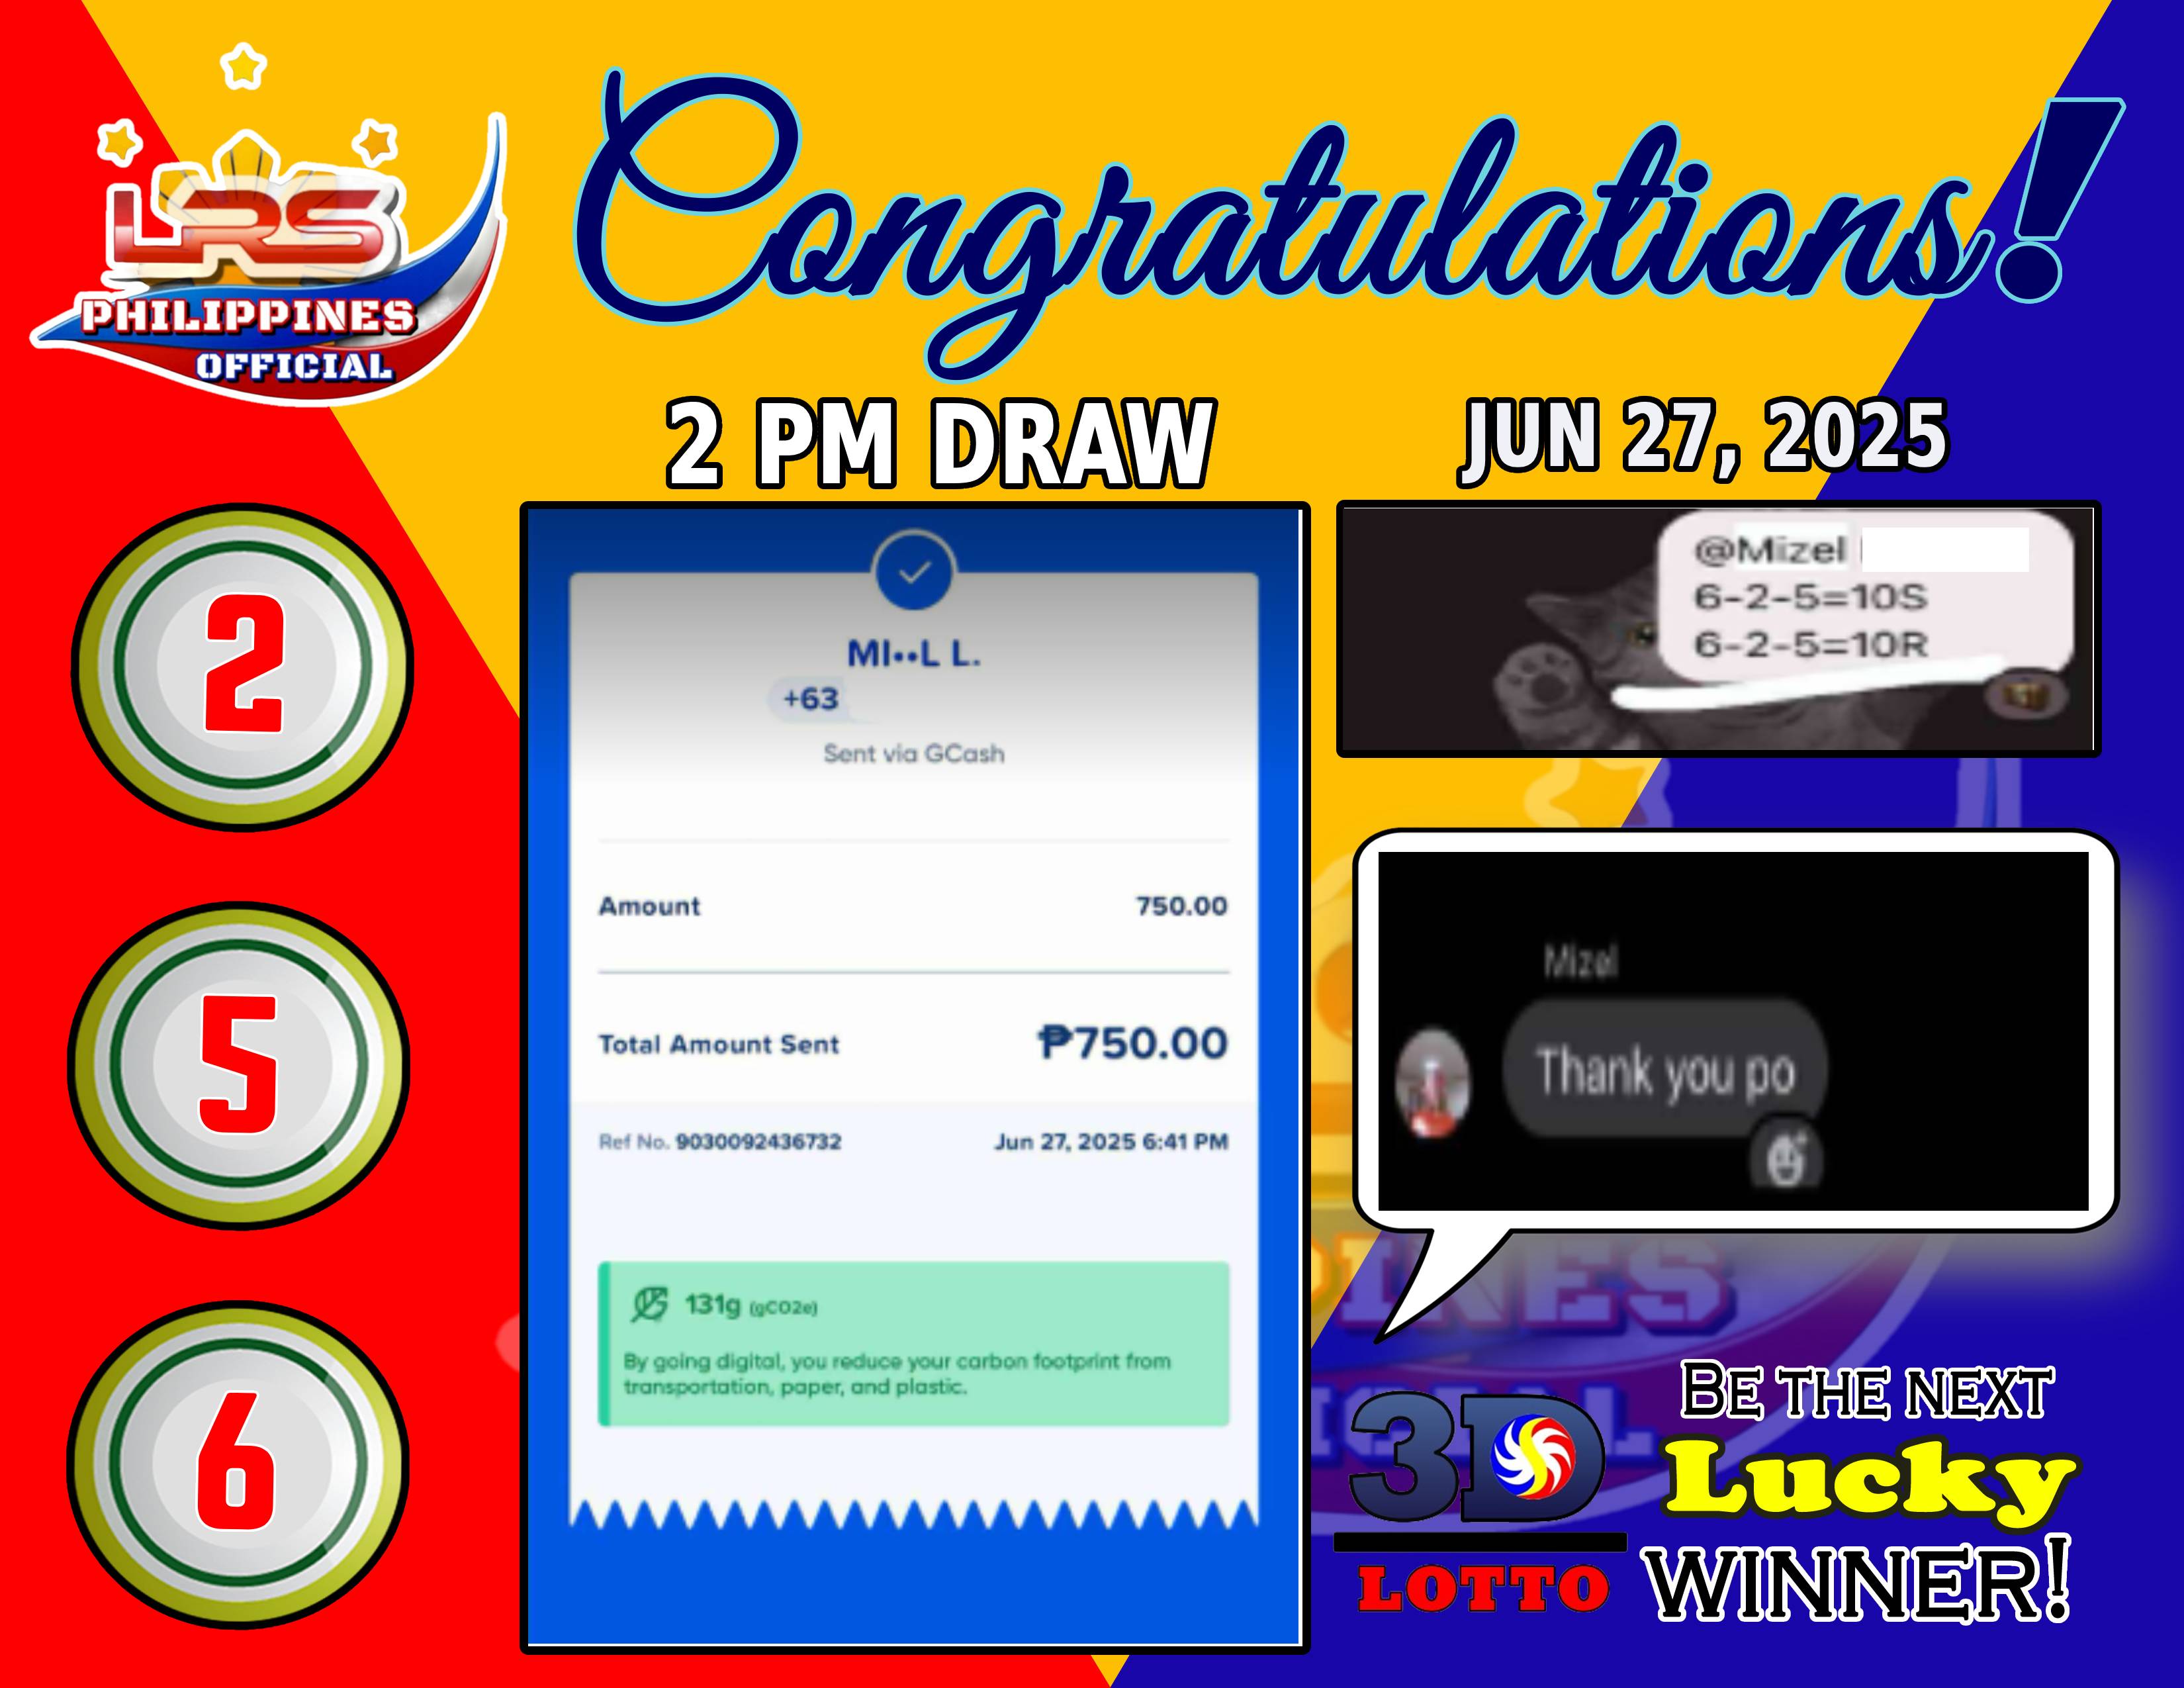 LRS
PHILIPPINES
OFFICIAL
Congratulations!
2 PM DRAW
JUN 27, 2025
2
5
6
MI••L L.
+63
Sent via GCash
Amount 750.00
Total Amount Sent ₱750.00
Ref No. 9030092436732 Jun 27, 2025 6:41 PM
131g (gCO2e)
By going digital, you reduce your carbon footprint from
transportation, paper, and plastic.
@Mizel
6-2-5=10S
6-2-5=10R
Mizel
Thank you po
3D
LOTTO
BE THE NEXT
Lucky
WINNER!